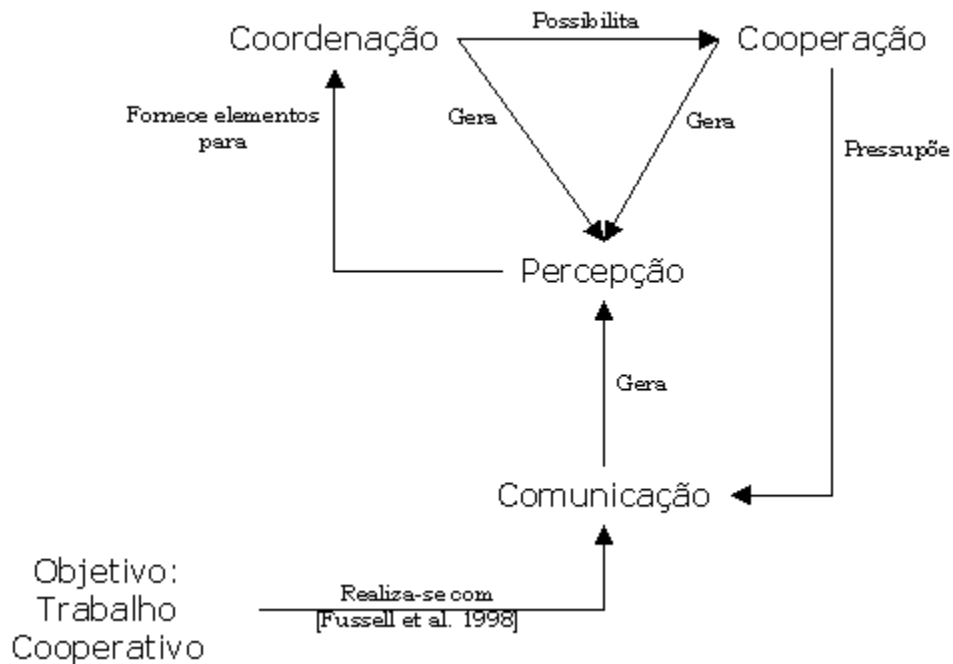 Possibilita
Coordenação
Cooperação
Fornece elementos
para
Gera
Gera
Pressupõe
Percepção
Gera
Comunicação
Objetivo:
Trabalho
Cooperativo
Realiza-se com
[Fussell et al. 1998]